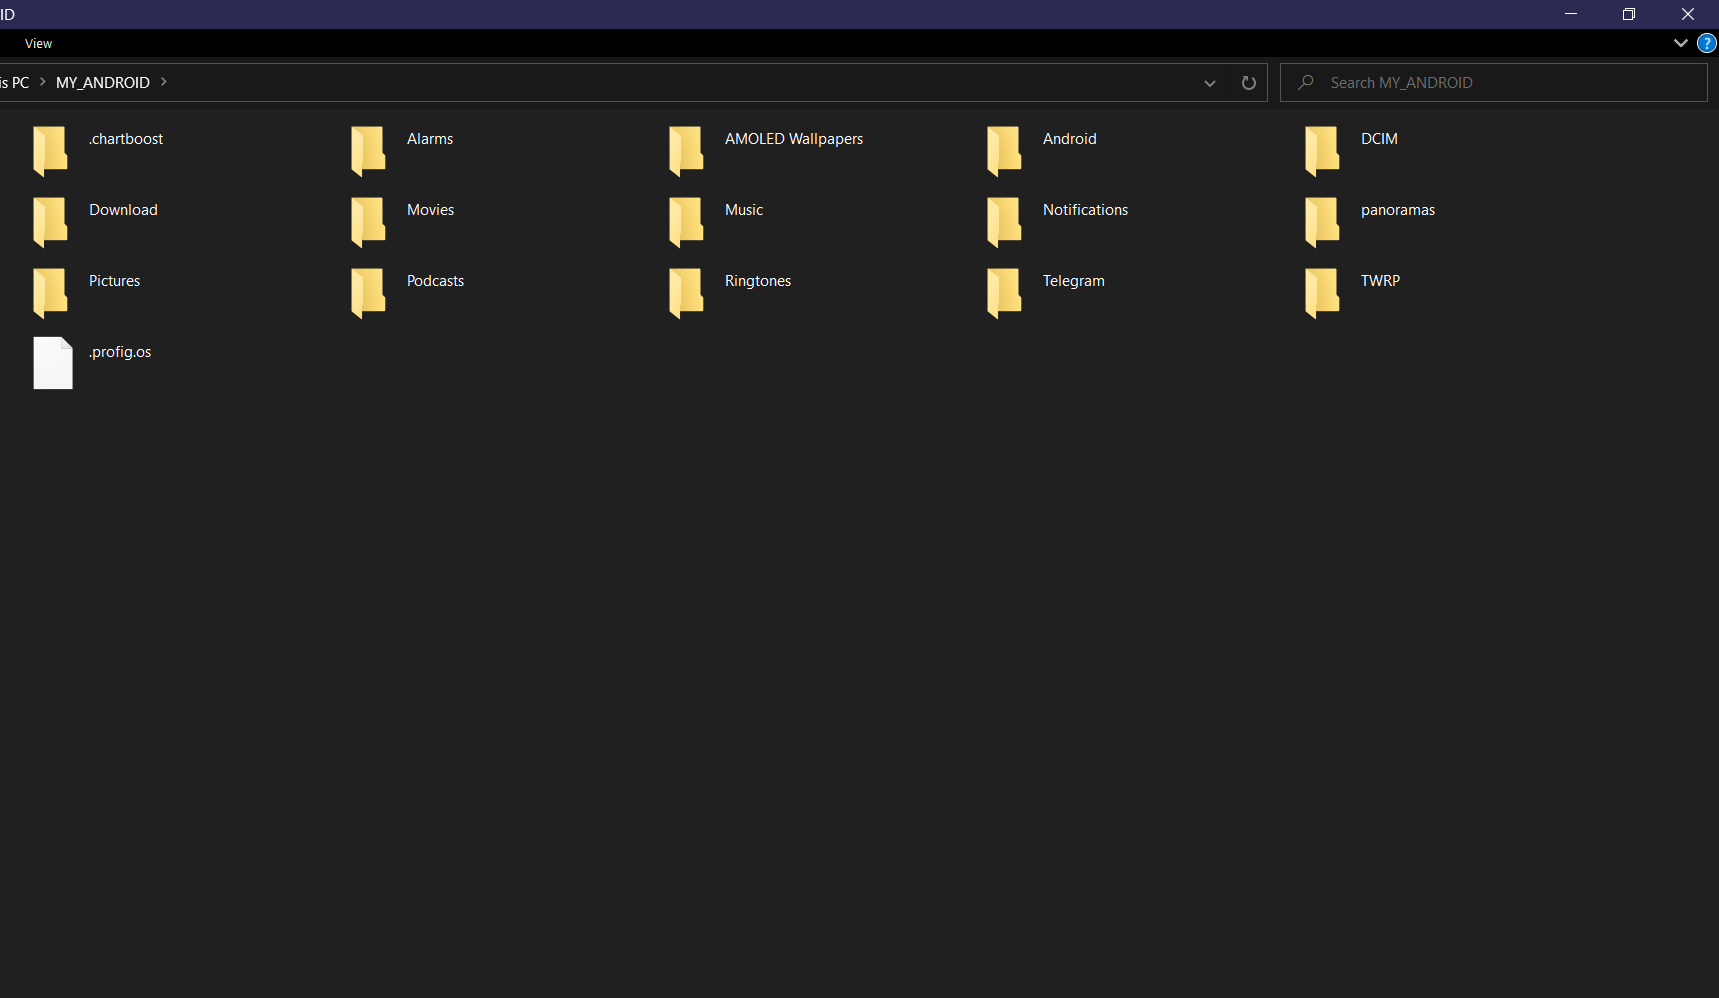 ID
View
?
is PC > MY_ANDROID >
Search MY_ANDROID
.chartboost
Alarms
AMOLED Wallpapers
Android
DCIM
Download
Movies
Music
Notifications
panoramas
Pictures
Podcasts
Ringtones
Telegram
TWRP
.profig.os